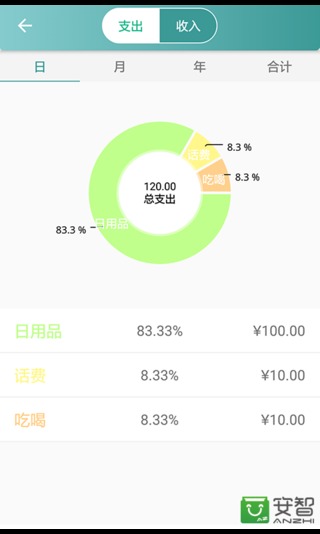 支出 收入
日 月 年 合计
话费 8.3 %
吃喝 8.3 %
120.00
总支出
83.3 % 日用品
日用品 83.33% ¥100.00
话费 8.33% ¥10.00
吃喝 8.33% ¥10.00
安智
ANZHI